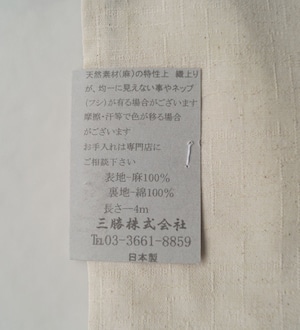 天然素材(麻)の特性上 織上り
が、均一に見えない事やネップ
(フシ)が有る場合がございます
摩擦・汗等で色が移る場合
がございます
お手入れは専門店に
ご相談下さい
表地-麻100%
裏地-綿100%
長さ-4m
三勝株式会社
℡03-3661-8859
日本製